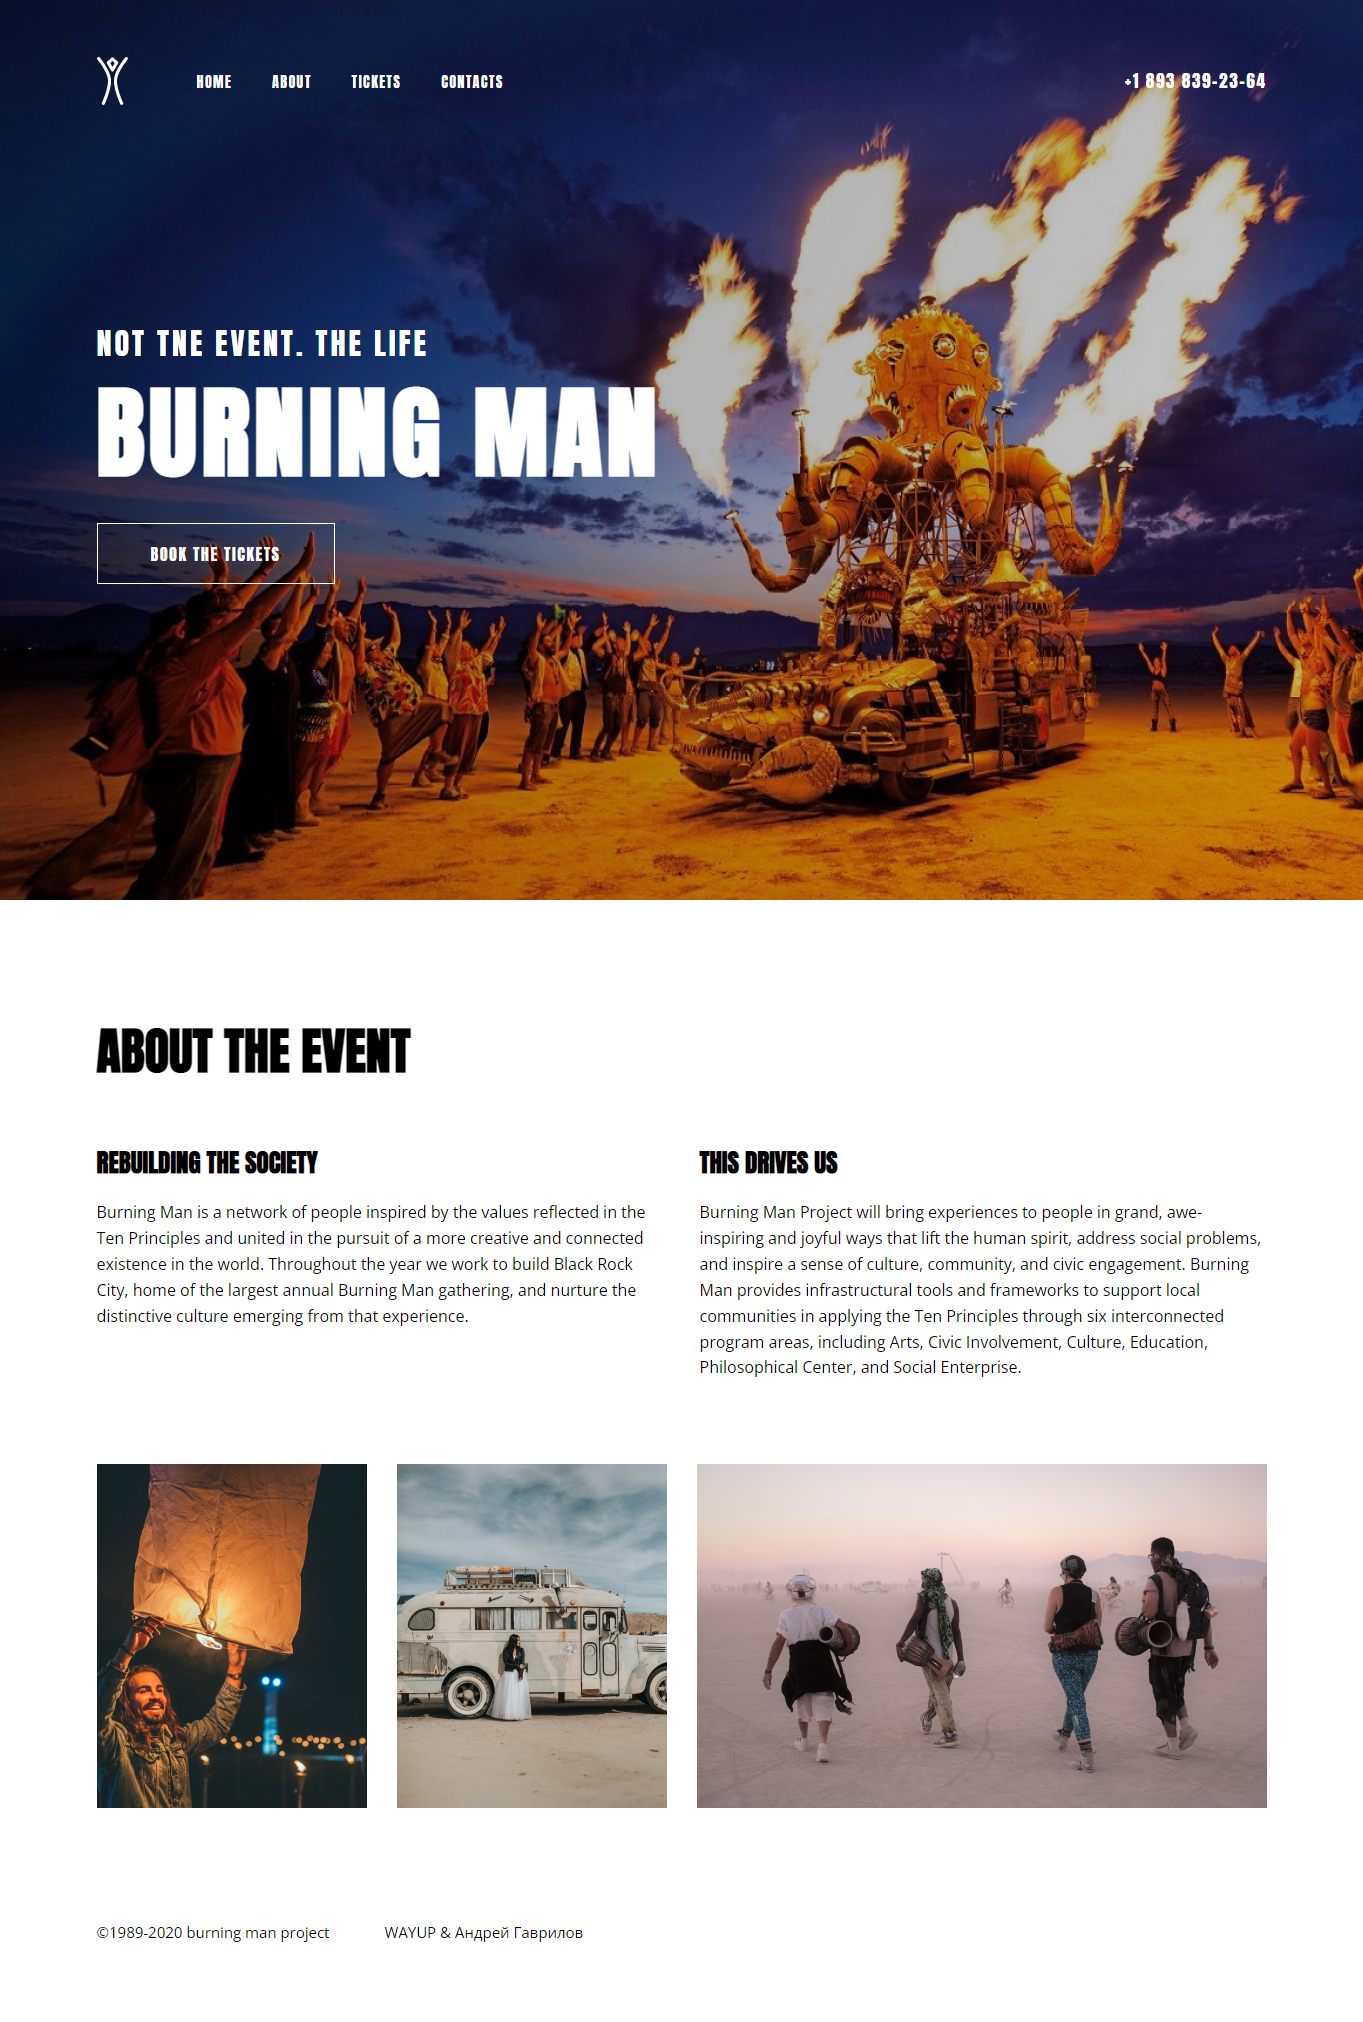 HOME ABOUT TICKETS CONTACTS +1 893 839-23-64
NOT TNE EVENT. THE LIFE
BURNING MAN
BOOK THE TICKETS
ABOUT THE EVENT
REBUILDING THE SOCIETY
Burning Man is a network of people inspired by the values reflected in the
Ten Principles and united in the pursuit of a more creative and connected
existence in the world. Throughout the year we work to build Black Rock
City, home of the largest annual Burning Man gathering, and nurture the
distinctive culture emerging from that experience.
THIS DRIVES US
Burning Man Project will bring experiences to people in grand, awe-
inspiring and joyful ways that lift the human spirit, address social problems,
and inspire a sense of culture, community, and civic engagement. Burning
Man provides infrastructural tools and frameworks to support local
communities in applying the Ten Principles through six interconnected
program areas, including Arts, Civic Involvement, Culture, Education,
Philosophical Center, and Social Enterprise.
©1989-2020 burning man project WAYUP & Андрей Гаврилов